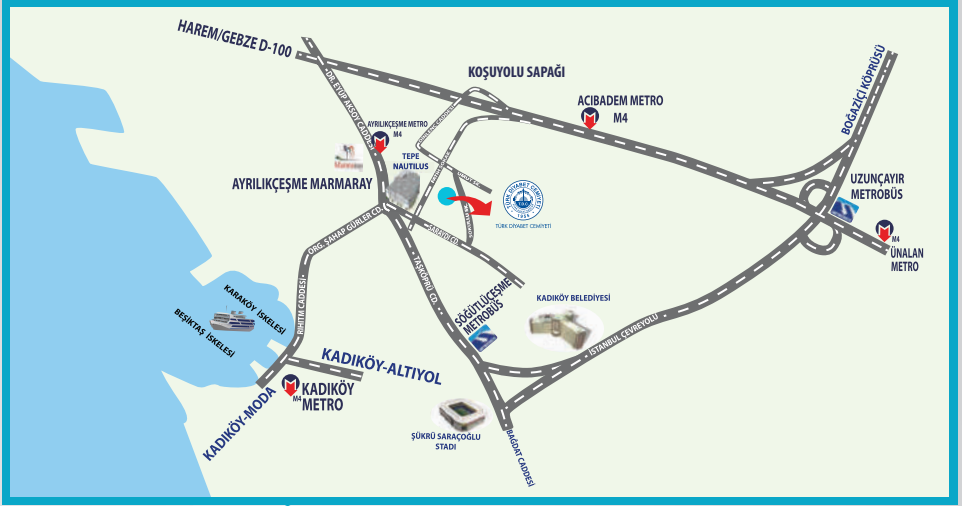 HAREM/GEBZE D-100
KOŞUYOLU SAPAĞI
BOĞAZİÇİ KÖPRÜSÜ
DR. EYÜP AKSOY CADDESİ
ACIBADEM METRO
M4
AYRILIKÇEŞME METRO
M4
TEPE
NAUTILUS
AYRILIKÇEŞME MARMARAY
UZUNÇAYIR
METROBÜS
TÜRK DİYABET CEMİYETİ
1955
TÜRK DİYABET CEMİYETİ
M4
ÜNALAN
METRO
ORG. ŞAHAP GÜRLER CD.
TAŞKÖPRÜ CD.
SÖĞÜTLÜÇEŞME
METROBÜS
KADIKÖY BELEDİYESİ
KARAKÖY İSKELESİ
BEŞİKTAŞ İSKELESİ
RIHTIM CADDESİ
İSTANBUL ÇEVREYOLU
KADIKÖY-ALTIYOL
M4
KADIKÖY
METRO
KADIKÖY-MODA
ŞÜKRÜ SARAÇOĞLU
STADI
BAĞDAT CADDESİ